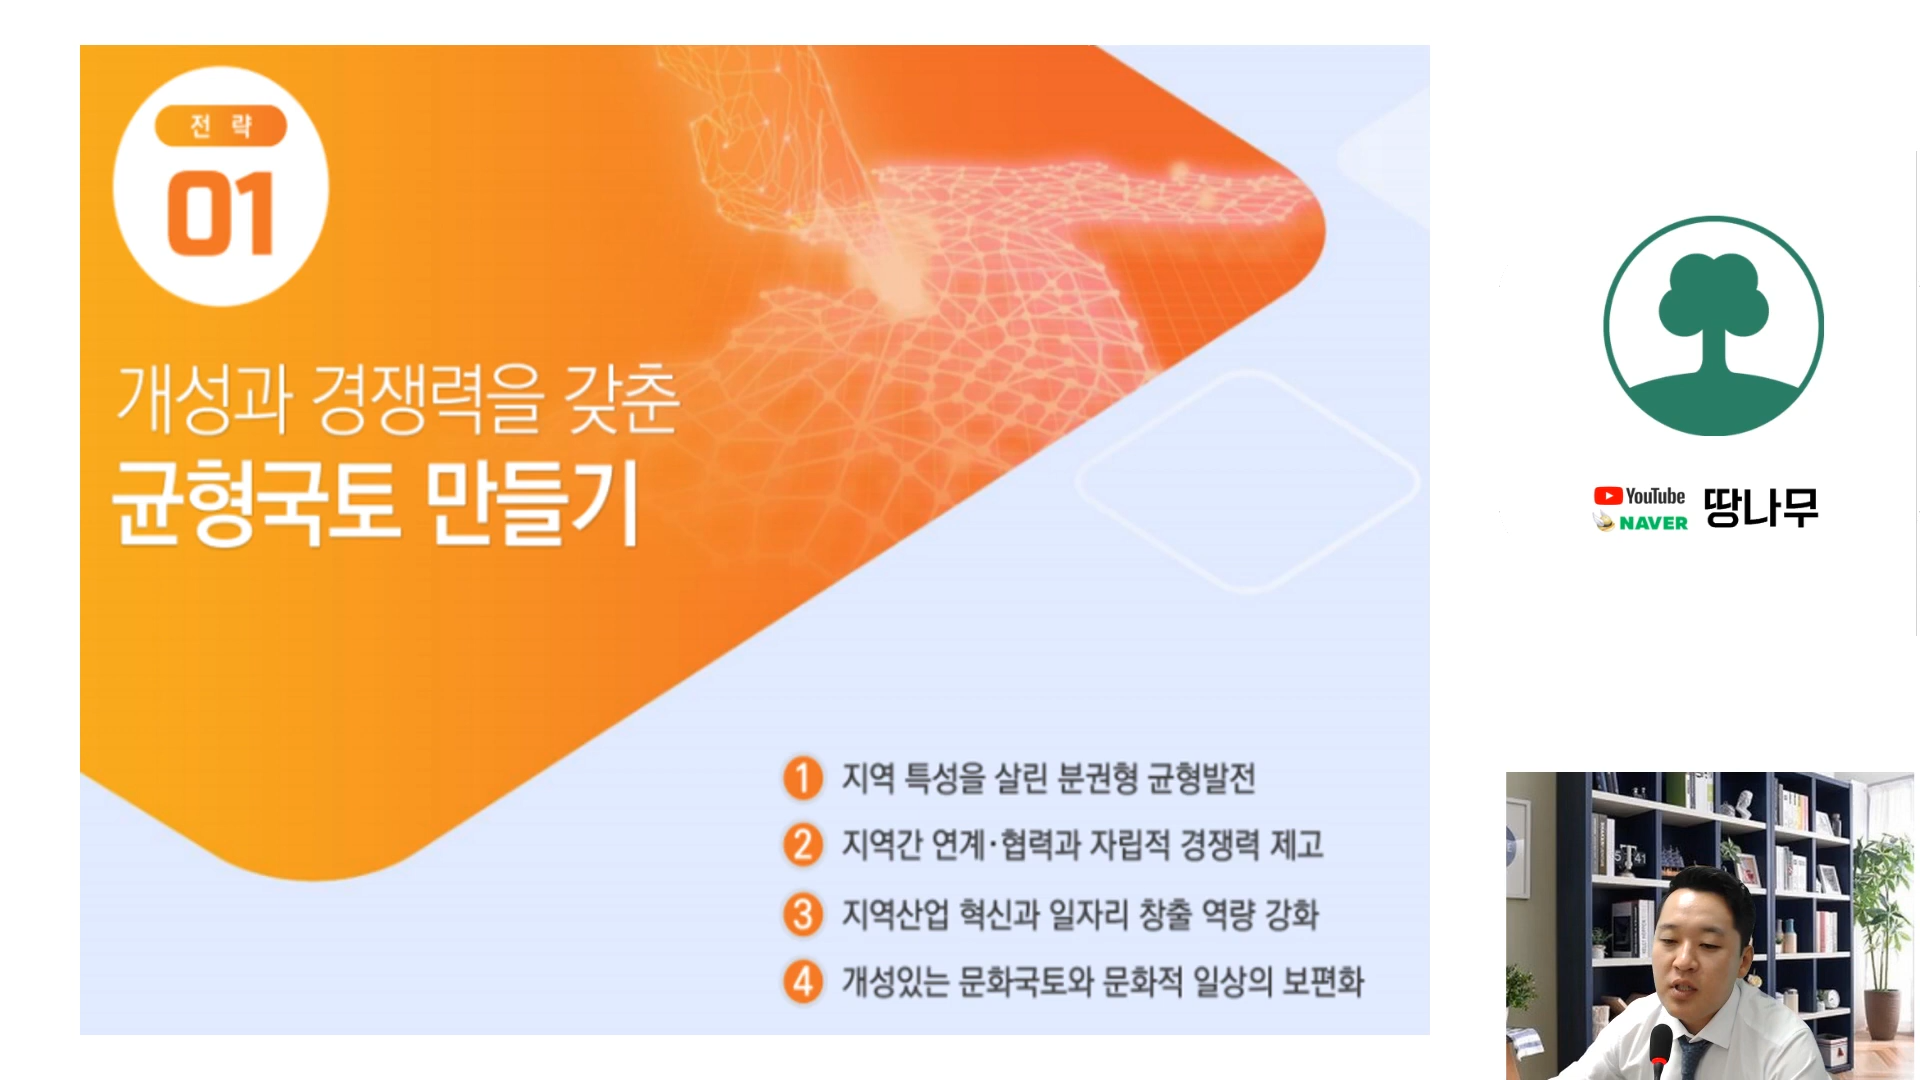 전 략
01
개성과 경쟁력을 갖춘
균형국토 만들기
1 지역 특성을 살린 분권형 균형발전
2 지역간 연계·협력과 자립적 경쟁력 제고
3 지역산업 혁신과 일자리 창출 역량 강화
4 개성있는 문화국토와 문화적 일상의 보편화
YouTube
NAVER
땅나무